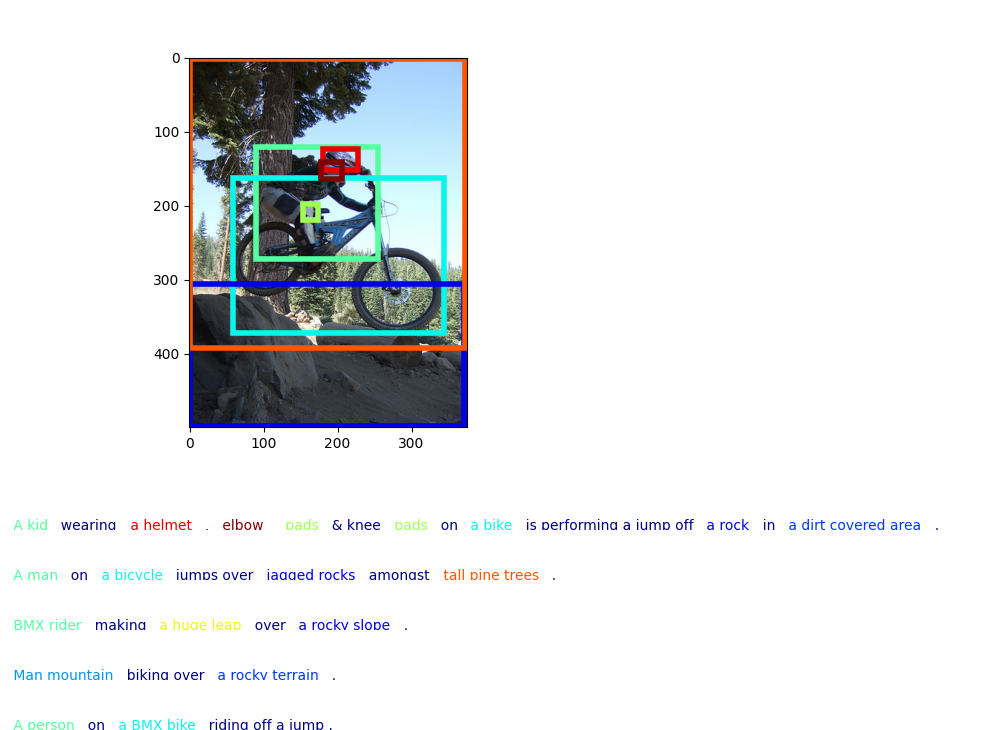 0
100
200
300
400
0 100 200 300
A kid wearing a helmet , elbow pads & knee pads on a bike is performing a jump off a rock in a dirt covered area .
A man on a bicycle jumps over jagged rocks amongst tall pine trees .
BMX rider making a huge leap over a rocky slope .
Man mountain biking over a rocky terrain .
A person on a BMX bike riding off a jump .